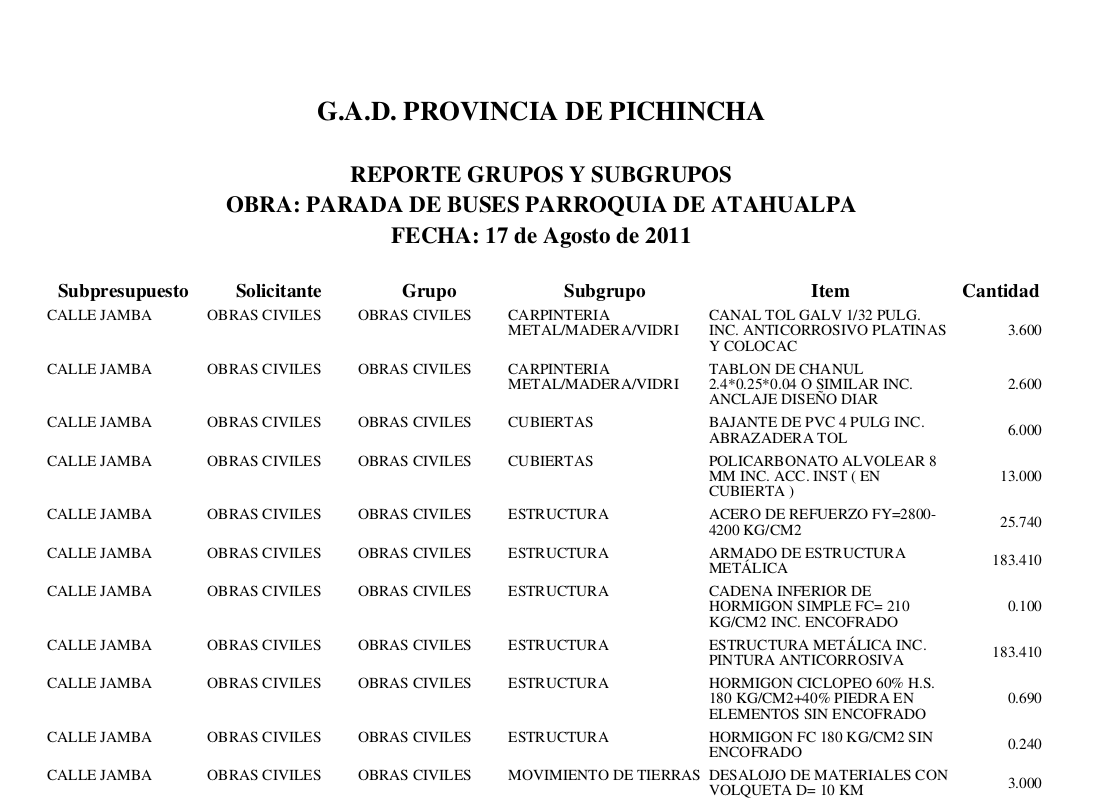 G.A.D. PROVINCIA DE PICHINCHA
REPORTE GRUPOS Y SUBGRUPOS
OBRA: PARADA DE BUSES PARROQUIA DE ATAHUALPA
FECHA: 17 de Agosto de 2011
Subpresupuesto Solicitante Grupo Subgrupo Item Cantidad
CALLE JAMBA OBRAS CIVILES OBRAS CIVILES CARPINTERIA CANAL TOL GALV 1/32 PULG.
METAL/MADERA/VIDRI INC. ANTICORROSIVO PLATINAS 3.600
Y COLOCAC
CALLE JAMBA OBRAS CIVILES OBRAS CIVILES CARPINTERIA TABLON DE CHANUL
METAL/MADERA/VIDRI 2.4*0.25*0.04 O SIMILAR INC. 2.600
ANCLAJE DISEÑO DIAR
CALLE JAMBA OBRAS CIVILES OBRAS CIVILES CUBIERTAS BAJANTE DE PVC 4 PULG INC. 6.000
ABRAZADERA TOL
CALLE JAMBA OBRAS CIVILES OBRAS CIVILES CUBIERTAS POLICARBONATO ALVOLEAR 8
MM INC. ACC. INST ( EN 13.000
CUBIERTA )
CALLE JAMBA OBRAS CIVILES OBRAS CIVILES ESTRUCTURA ACERO DE REFUERZO FY=2800- 25.740
4200 KG/CM2
CALLE JAMBA OBRAS CIVILES OBRAS CIVILES ESTRUCTURA ARMADO DE ESTRUCTURA 183.410
METÁLICA
CALLE JAMBA OBRAS CIVILES OBRAS CIVILES ESTRUCTURA CADENA INFERIOR DE
HORMIGON SIMPLE FC= 210 0.100
KG/CM2 INC. ENCOFRADO
CALLE JAMBA OBRAS CIVILES OBRAS CIVILES ESTRUCTURA ESTRUCTURA METÁLICA INC. 183.410
PINTURA ANTICORROSIVA
CALLE JAMBA OBRAS CIVILES OBRAS CIVILES ESTRUCTURA HORMIGON CICLOPEO 60% H.S.
180 KG/CM2+40% PIEDRA EN 0.690
ELEMENTOS SIN ENCOFRADO
CALLE JAMBA OBRAS CIVILES OBRAS CIVILES ESTRUCTURA HORMIGON FC 180 KG/CM2 SIN 0.240
ENCOFRADO
CALLE JAMBA OBRAS CIVILES OBRAS CIVILES MOVIMIENTO DE TIERRAS DESALOJO DE MATERIALES CON 3.000
VOLQUETA D= 10 KM